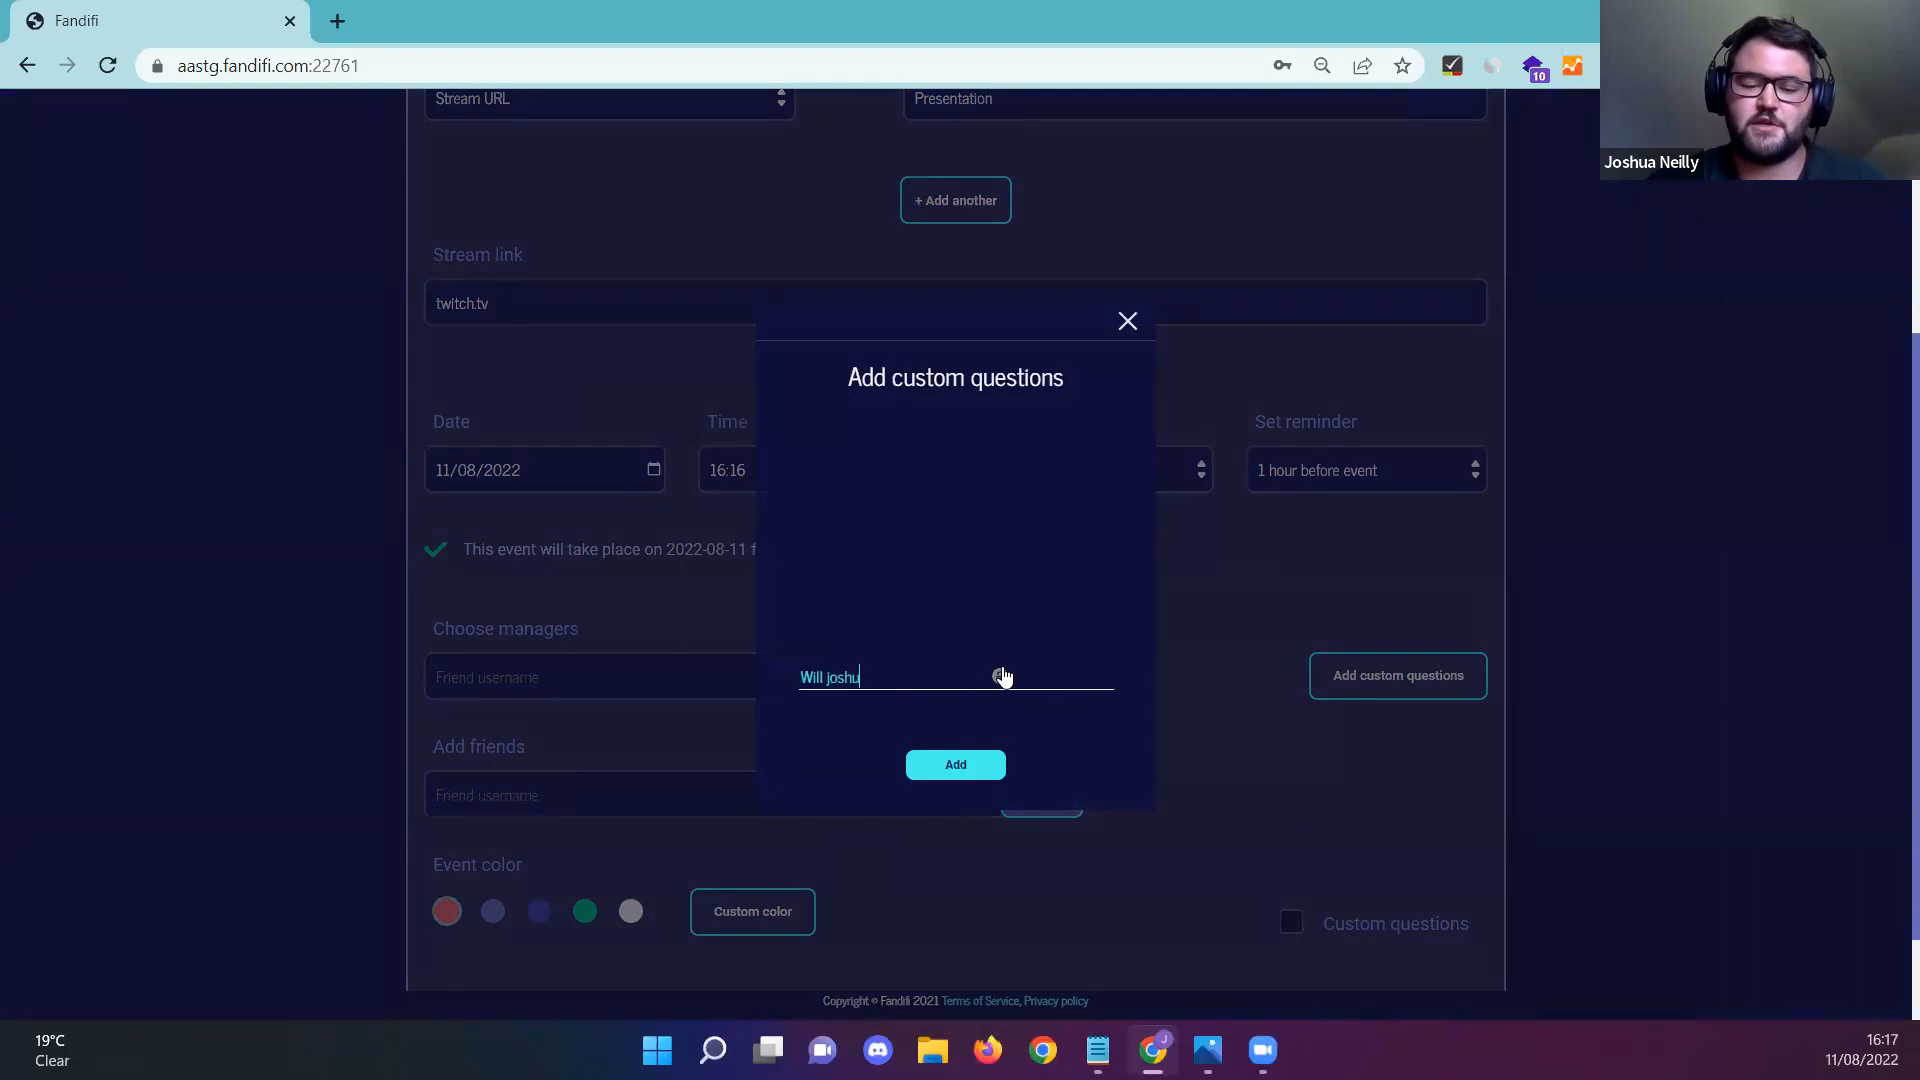 Fandifi
aastg.fandifi.com:22761
10
Joshua Neilly
Stream URL
Presentation
+ Add another
Stream link
twitch.tv
Add custom questions
Date
Time
Set reminder
11/08/2022
16:16
1 hour before event
This event will take place on 2022-08-11 f
Choose managers
Friend username
Will joshu
Add custom questions
Add friends
Add
Friend username
Event color
Custom color
Custom questions
Copyright © Fandifi 2021 Terms of Service, Privacy policy
19°C
Clear
J
16:17
11/08/2022